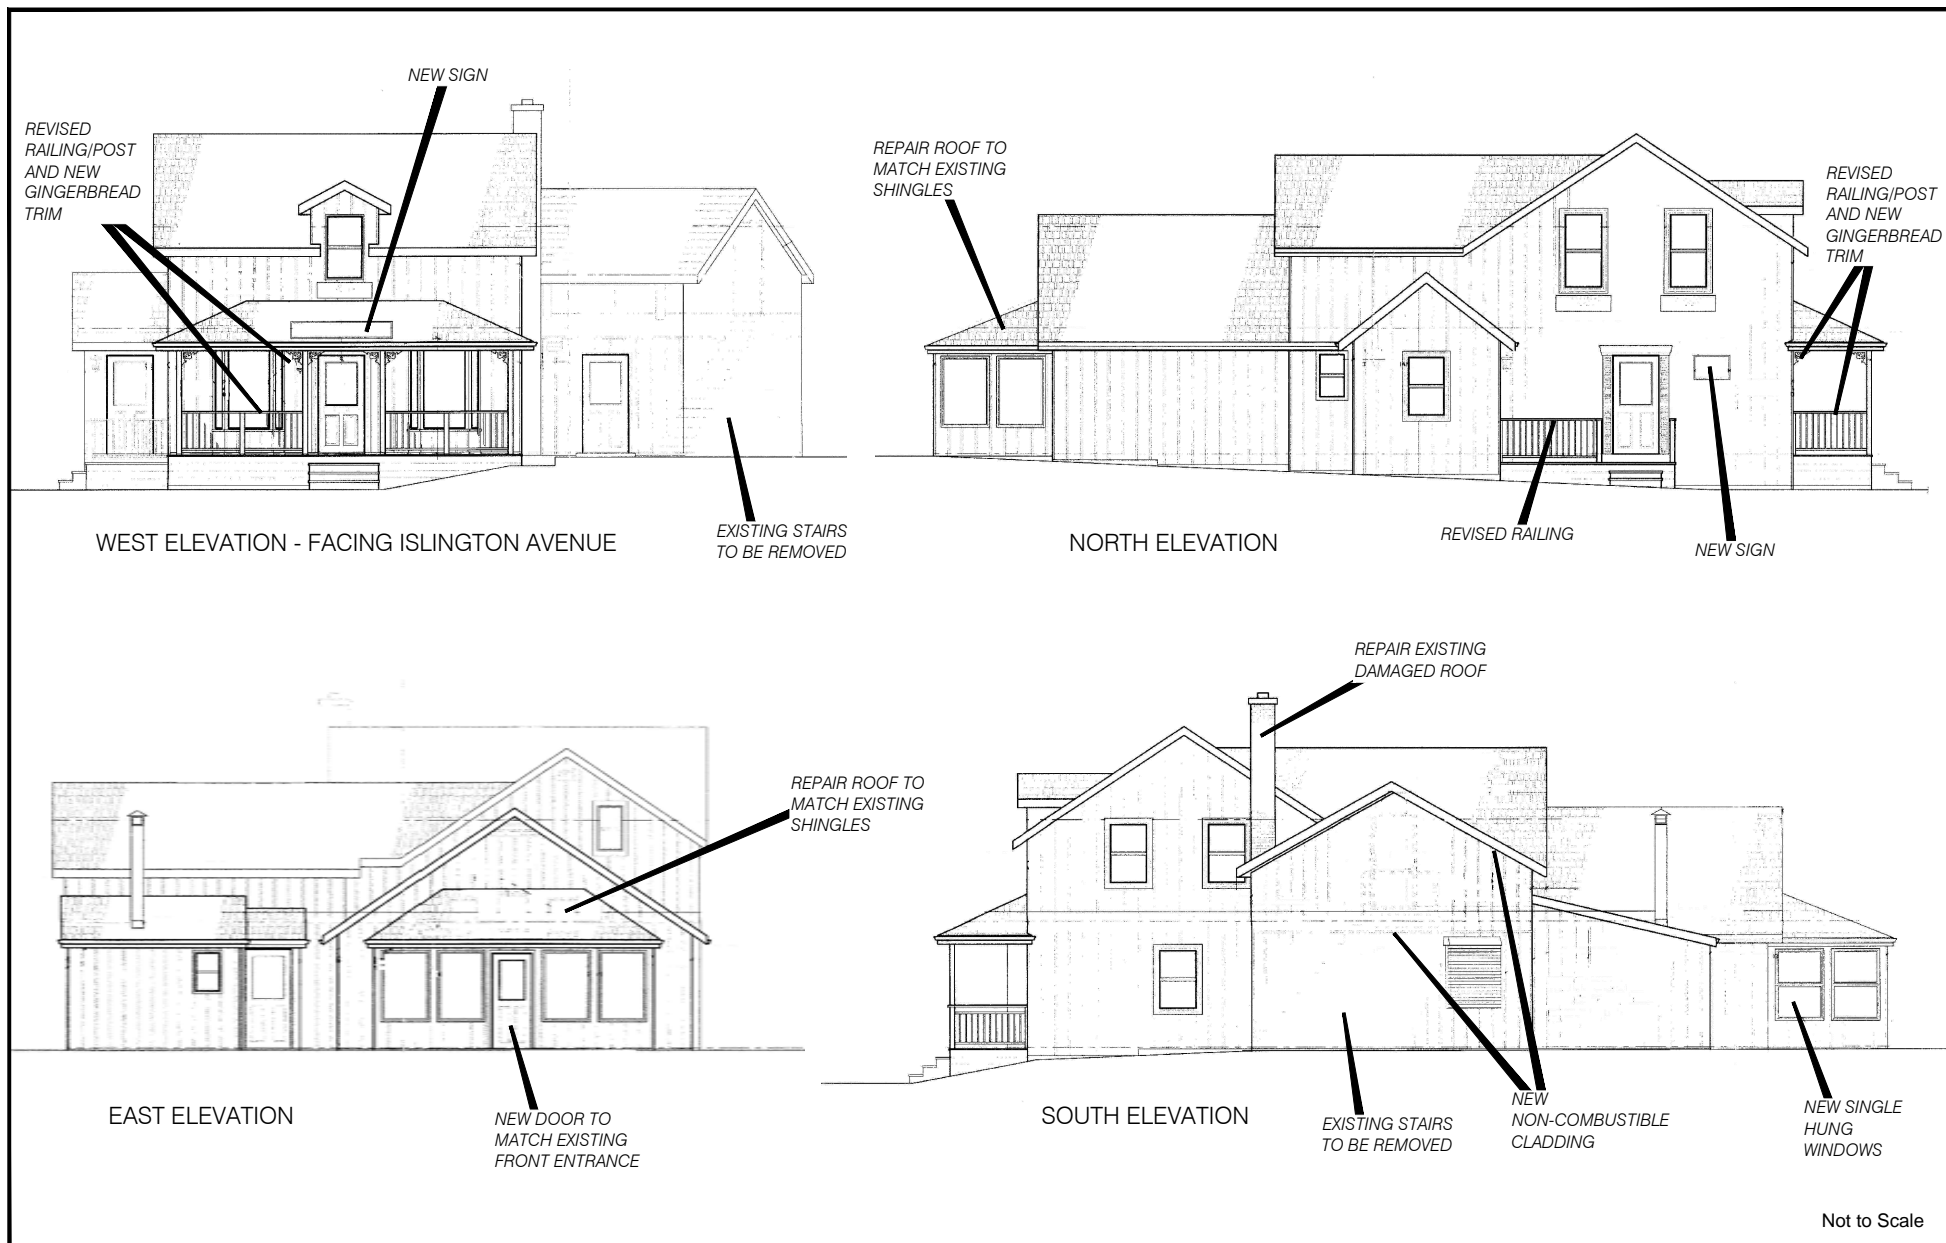 NEW SIGN
REVISED
RAILING/POST
AND NEW
GINGERBREAD
TRIM
EXISTING STAIRS
TO BE REMOVED
WEST ELEVATION - FACING ISLINGTON AVENUE
REPAIR ROOF TO
MATCH EXISTING
SHINGLES
REVISED
RAILING/POST
AND NEW
GINGERBREAD
TRIM
REVISED RAILING
NEW SIGN
NORTH ELEVATION
REPAIR ROOF TO
MATCH EXISTING
SHINGLES
NEW DOOR TO
MATCH EXISTING
FRONT ENTRANCE
EAST ELEVATION
REPAIR EXISTING
DAMAGED ROOF
SOUTH ELEVATION
EXISTING STAIRS
TO BE REMOVED
NEW
NON-COMBUSTIBLE
CLADDING
NEW SINGLE
HUNG
WINDOWS
Not to Scale